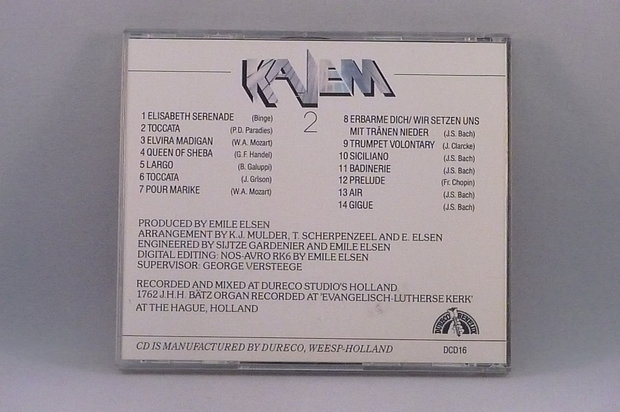 KAYEM
2
1 ELISABETH SERENADE (Binge)
2 TOCCATA (P.D. Paradies)
3 ELVIRA MADIGAN (W.A. Mozart)
4 QUEEN OF SHEBA (G.F. Handel)
5 LARGO (B. Galuppi)
6 TOCCATA (J. Grison)
7 POUR MARIKE (W.A. Mozart)
8 ERBARME DICH/ WIR SETZEN UNS
MIT TRÄNEN NIEDER (J.S. Bach)
9 TRUMPET VOLONTARY (J. Clarcke)
10 SICILIANO (J.S. Bach)
11 BADINERIE (J.S. Bach)
12 PRELUDE (Fr. Chopin)
13 AIR (J.S. Bach)
14 GIGUE (J.S. Bach)
PRODUCED BY EMILE ELSEN
ARRANGEMENT BY K.J. MULDER, T. SCHERPENZEEL AND E. ELSEN
ENGINEERED BY SIJTZE GARDENIER AND EMILE ELSEN
DIGITAL EDITING: NOS-AVRO RK6 BY EMILE ELSEN
SUPERVISOR: GEORGE VERSTEEGE
RECORDED AND MIXED AT DURECO STUDIO'S HOLLAND
1762 J.H.H. BÄTZ ORGAN RECORDED AT 'EVANGELISCH-LUTHERSE KERK'
AT THE HAGUE, HOLLAND
CD IS MANUFACTURED BY DURECO, WEESP-HOLLAND
DURECO BENELUX
DCD16